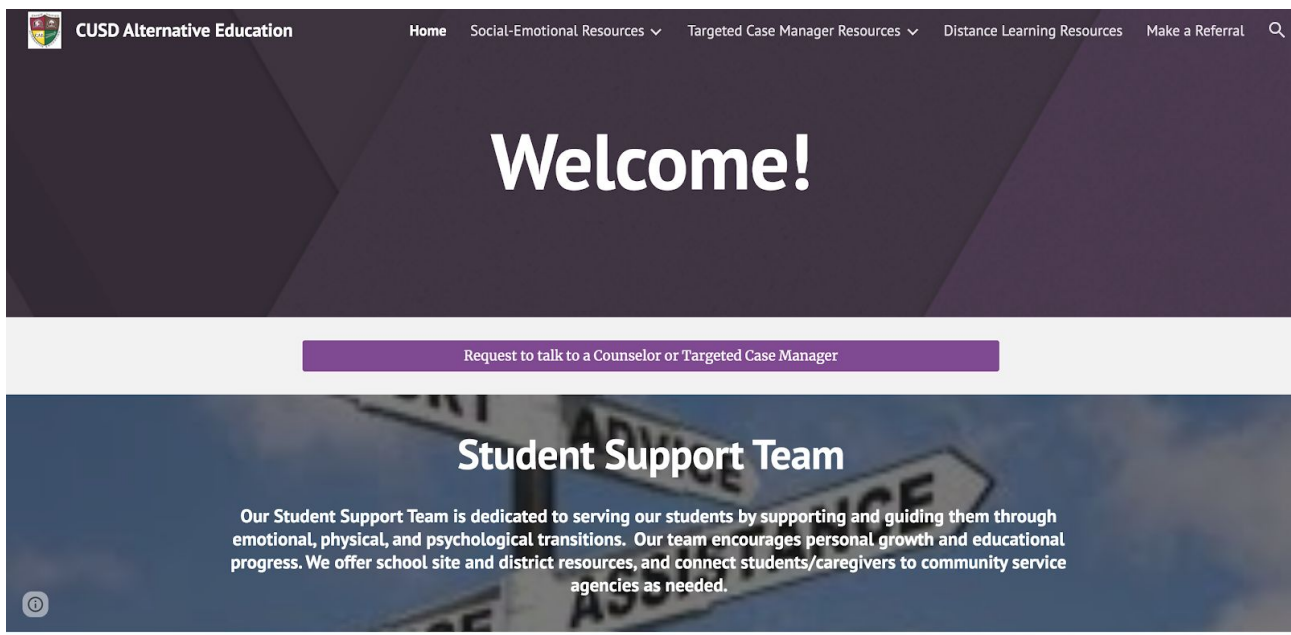 CUSD Alternative Education
Home
Social-Emotional Resources
Targeted Case Manager Resources
Distance Learning Resources
Make a Referral
Welcome!
Request to talk to a Counselor or Targeted Case Manager
ADVICE
Student Support Team
ASSISTANCE
Our Student Support Team is dedicated to serving our students by supporting and guiding them through
emotional, physical, and psychological transitions.  Our team encourages personal growth and educational
progress. We offer school site and district resources, and connect students/caregivers to community service
agencies as needed.